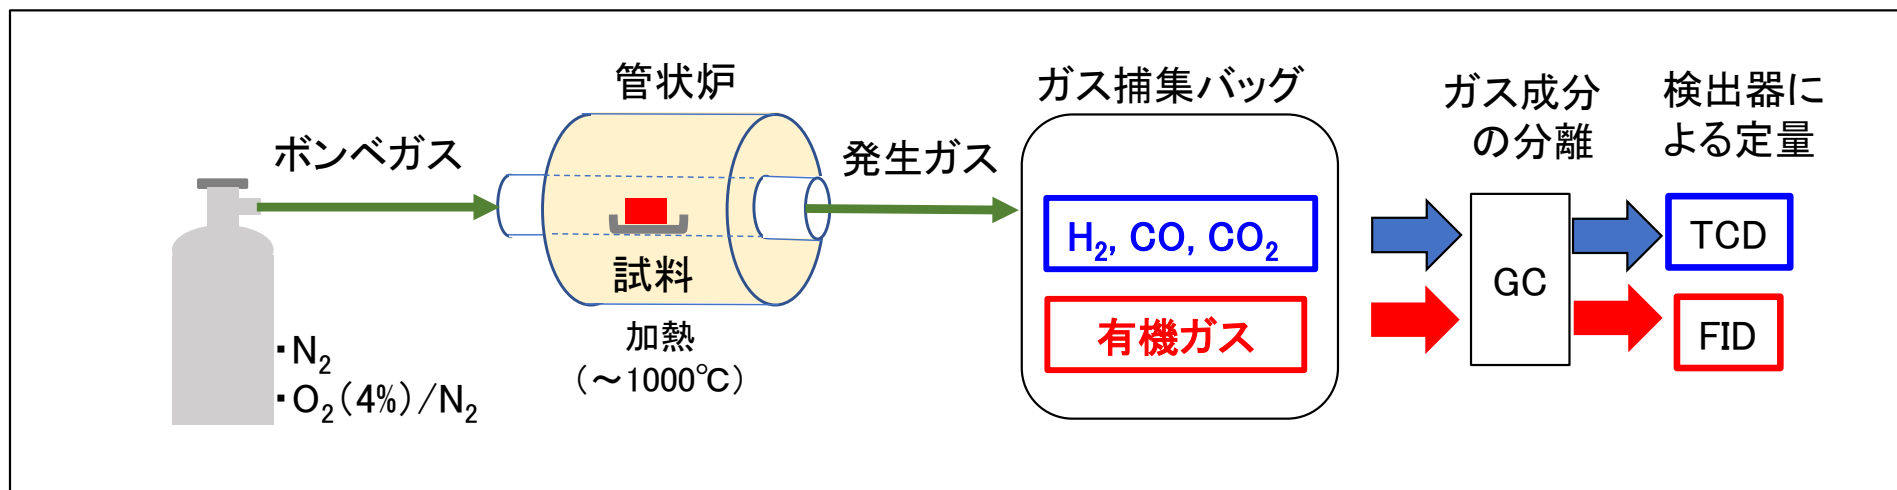 管状炉
ガス捕集バッグ
ガス成分
の分離
検出器に
よる定量
ボンベガス
発生ガス
H₂, CO, CO₂
TCD
試料
GC
加熱
(～1000℃)
有機ガス
FID
・N₂
・O₂(4%)/N₂